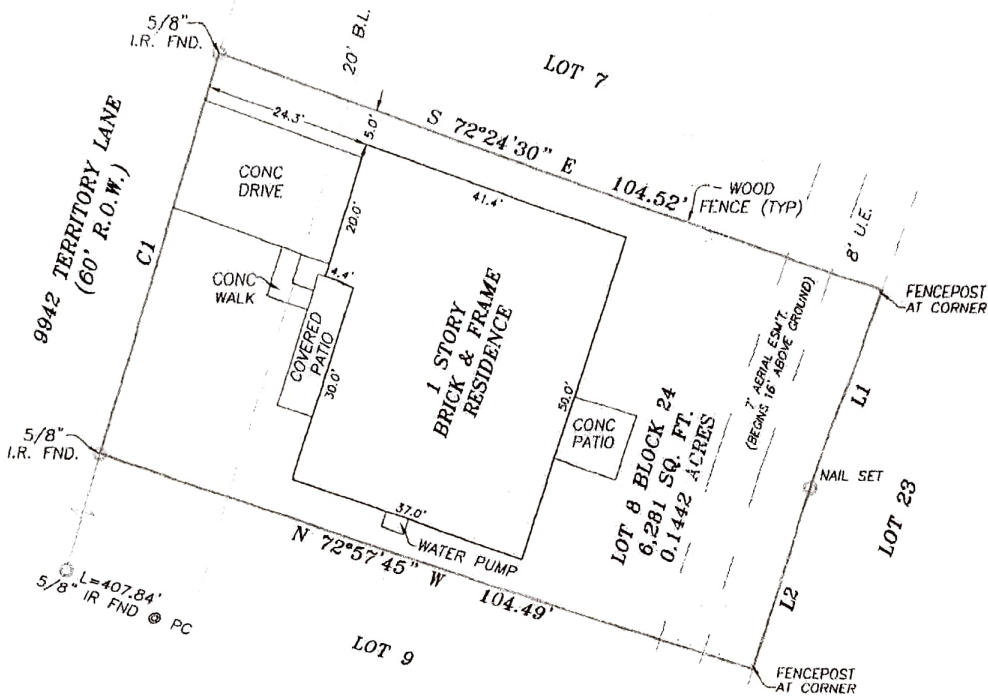 5/8"
I.R. FND.
20' B.L.
LOT 7
24.3'
5.0'
S 72°24'30" E
104.52'
WOOD
FENCE (TYP)
8' U.E.
9942 TERRITORY LANE
(60' R.O.W.)
C1
CONC
DRIVE
20.0'
41.4'
CONC
WALK
4.4'
COVERED
PATIO
30.0'
1 STORY
BRICK & FRAME
RESIDENCE
50.0'
CONC
PATIO
7' AERIAL ESM'T.
(BEGINS 16' ABOVE GROUND)
FENCEPOST
AT CORNER
L1
LOT 8 BLOCK 24
6,281 SQ. FT.
0.1442 ACRES
NAIL SET
LOT 23
5/8"
I.R. FND.
37.0'
WATER PUMP
N 72°57'45" W
104.49'
L2
L=407.84'
5/8" IR FND @ PC
LOT 9
FENCEPOST
AT CORNER